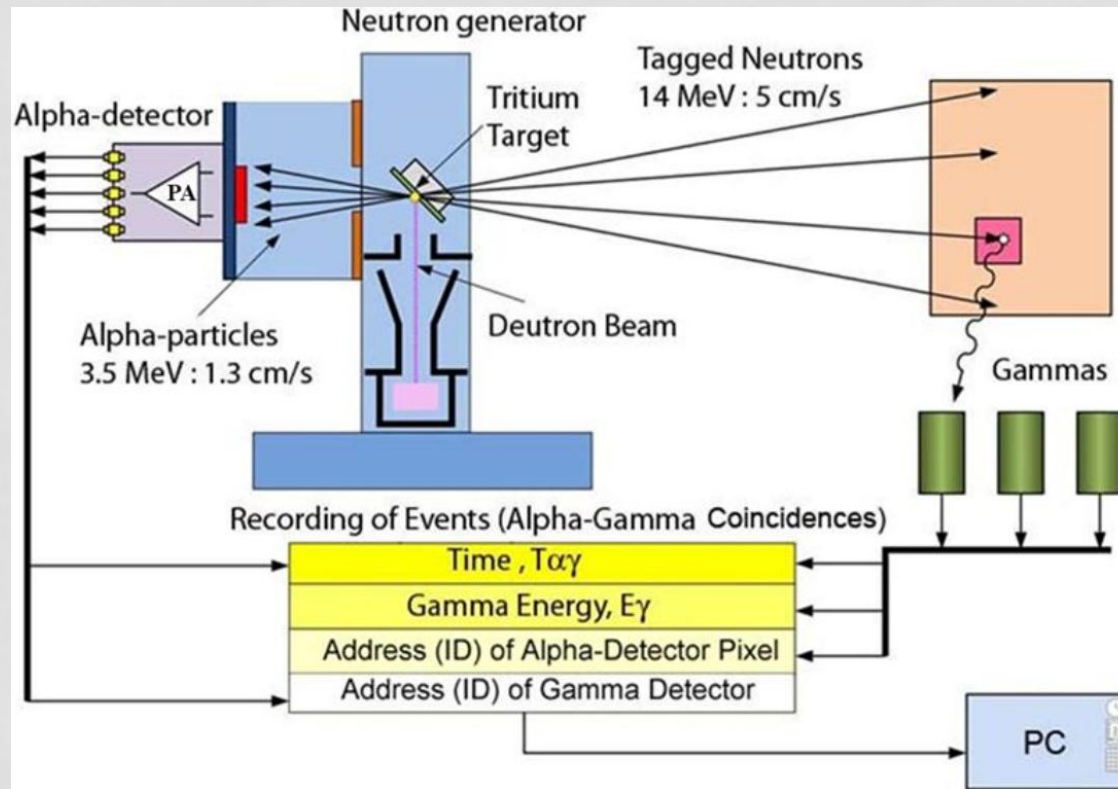 Neutron generator
Tagged Neutrons
14 MeV : 5 cm/s
Tritium
Target
Alpha-detector
PA
Deutron Beam
Alpha-particles
3.5 MeV : 1.3 cm/s
Gammas
Recording of Events (Alpha-Gamma Coincidences)
Time , Tαγ
Gamma Energy, Eγ
Address (ID) of Alpha-Detector Pixel
Address (ID) of Gamma Detector
PC